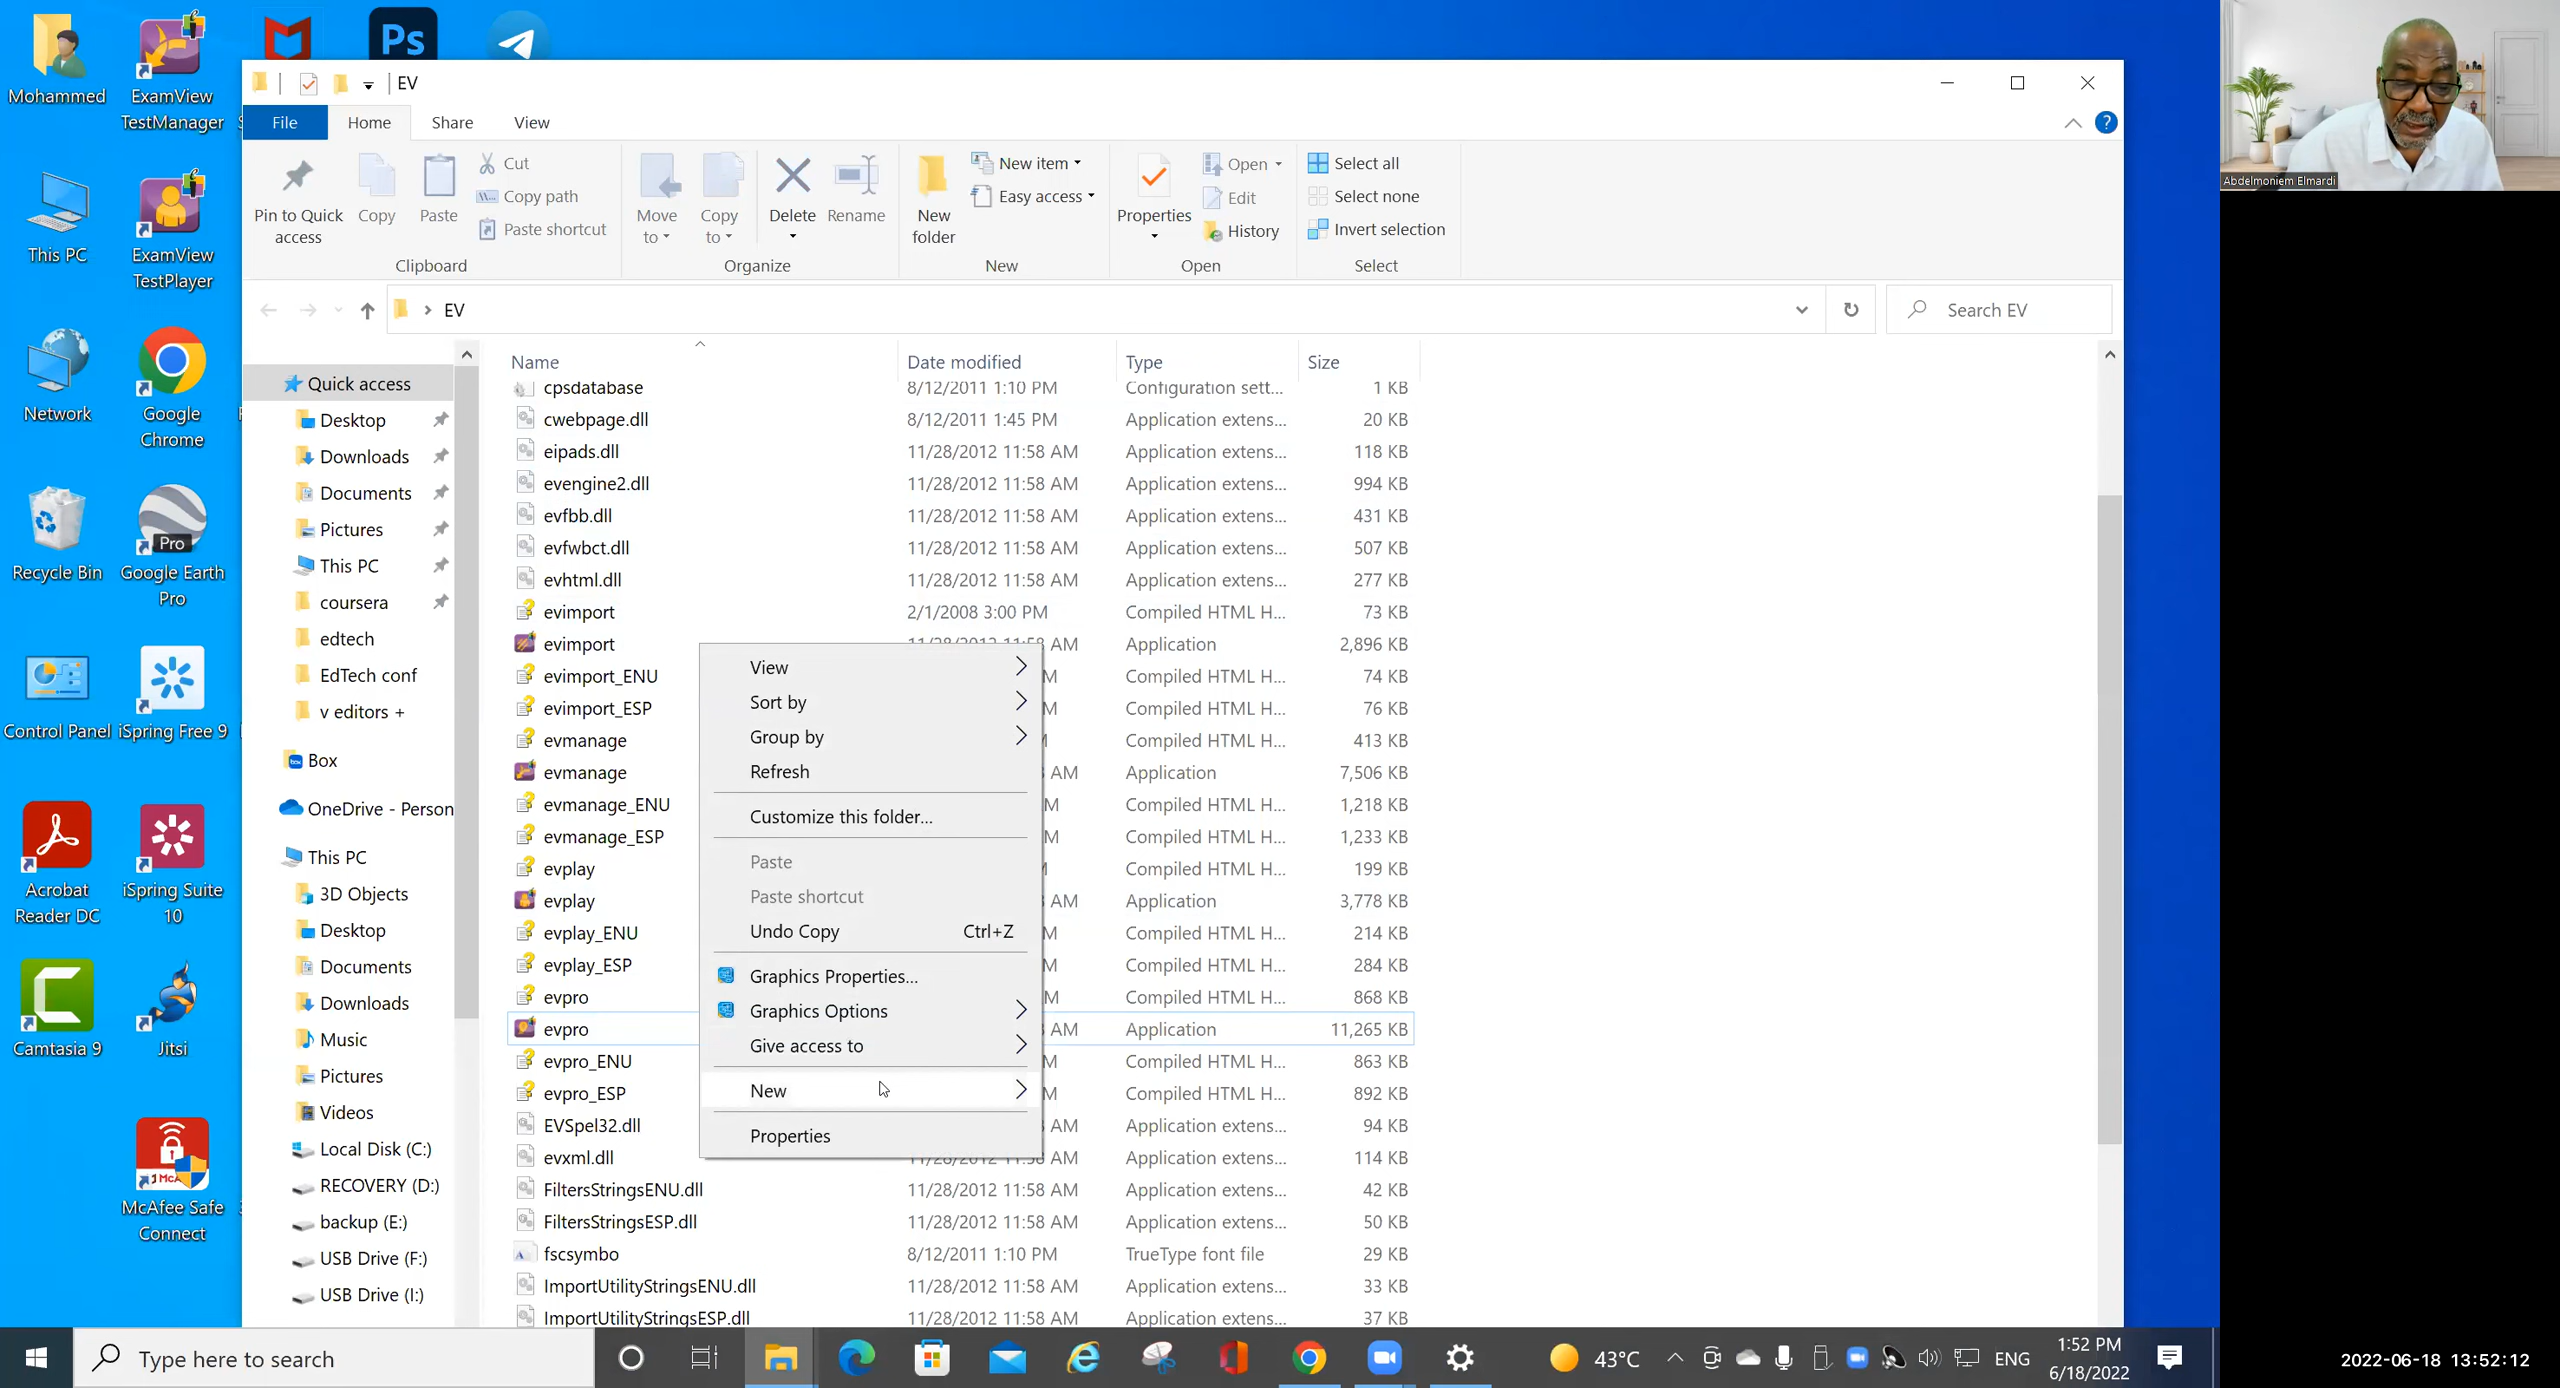 Mohammed
ExamView
TestManager
Ps
This PC
ExamView
TestPlayer
Network
Google
Chrome
Recycle Bin
Pro
Google Earth
Pro
Control Panel
iSpring Free 9
Acrobat
Reader DC
iSpring Suite
10
Camtasia 9
Jitsi
McAfee Safe
Connect
EV
File
Home
Share
View
Pin to Quick
access
Copy
Paste
Cut
Copy path
Paste shortcut
Clipboard
Move
to
Copy
to
Delete
Rename
Organize
New
folder
New item
Easy access
New
Properties
Open
Edit
History
Open
Select all
Select none
Invert selection
Select
EV
Search EV
Quick access
Desktop
Downloads
Documents
Pictures
This PC
coursera
edtech
EdTech conf
v editors +
Box
OneDrive - Person
This PC
3D Objects
Desktop
Documents
Downloads
Music
Pictures
Videos
Local Disk (C:)
RECOVERY (D:)
backup (E:)
USB Drive (F:)
USB Drive (I:)
Name Date modified Type Size
cpsdatabase 8/12/2011 1:10 PM Configuration sett... 1 KB
cwebpage.dll 8/12/2011 1:45 PM Application extens... 20 KB
eipads.dll 11/28/2012 11:58 AM Application extens... 118 KB
evengine2.dll 11/28/2012 11:58 AM Application extens... 994 KB
evfbb.dll 11/28/2012 11:58 AM Application extens... 431 KB
evfwbct.dll 11/28/2012 11:58 AM Application extens... 507 KB
evhtml.dll 11/28/2012 11:58 AM Application extens... 277 KB
evimport 2/1/2008 3:00 PM Compiled HTML H... 73 KB
evimport 11/28/2012 11:58 AM Application 2,896 KB
evimport_ENU M Compiled HTML H... 74 KB
evimport_ESP M Compiled HTML H... 76 KB
evmanage Compiled HTML H... 413 KB
evmanage AM Application 7,506 KB
evmanage_ENU M Compiled HTML H... 1,218 KB
evmanage_ESP M Compiled HTML H... 1,233 KB
evplay Compiled HTML H... 199 KB
evplay AM Application 3,778 KB
evplay_ENU M Compiled HTML H... 214 KB
evplay_ESP M Compiled HTML H... 284 KB
evpro M Compiled HTML H... 868 KB
evpro AM Application 11,265 KB
evpro_ENU M Compiled HTML H... 863 KB
evpro_ESP M Compiled HTML H... 892 KB
EVSpel32.dll AM Application extens... 94 KB
evxml.dll 11/28/2012 11:58 AM Application extens... 114 KB
FiltersStringsENU.dll 11/28/2012 11:58 AM Application extens... 42 KB
FiltersStringsESP.dll 11/28/2012 11:58 AM Application extens... 50 KB
fscsymbo 8/12/2011 1:10 PM TrueType font file 29 KB
ImportUtilityStringsENU.dll 11/28/2012 11:58 AM Application extens... 33 KB
ImportUtilityStringsESP.dll 11/28/2012 11:58 AM Application extens... 37 KB
View
Sort by
Group by
Refresh
Customize this folder...
Paste
Paste shortcut
Undo Copy Ctrl+Z
Graphics Properties...
Graphics Options
Give access to
New
Properties
Abdelmoniem Elmardi
Type here to search
43°C
ENG
1:52 PM
6/18/2022
2022-06-18 13:52:12